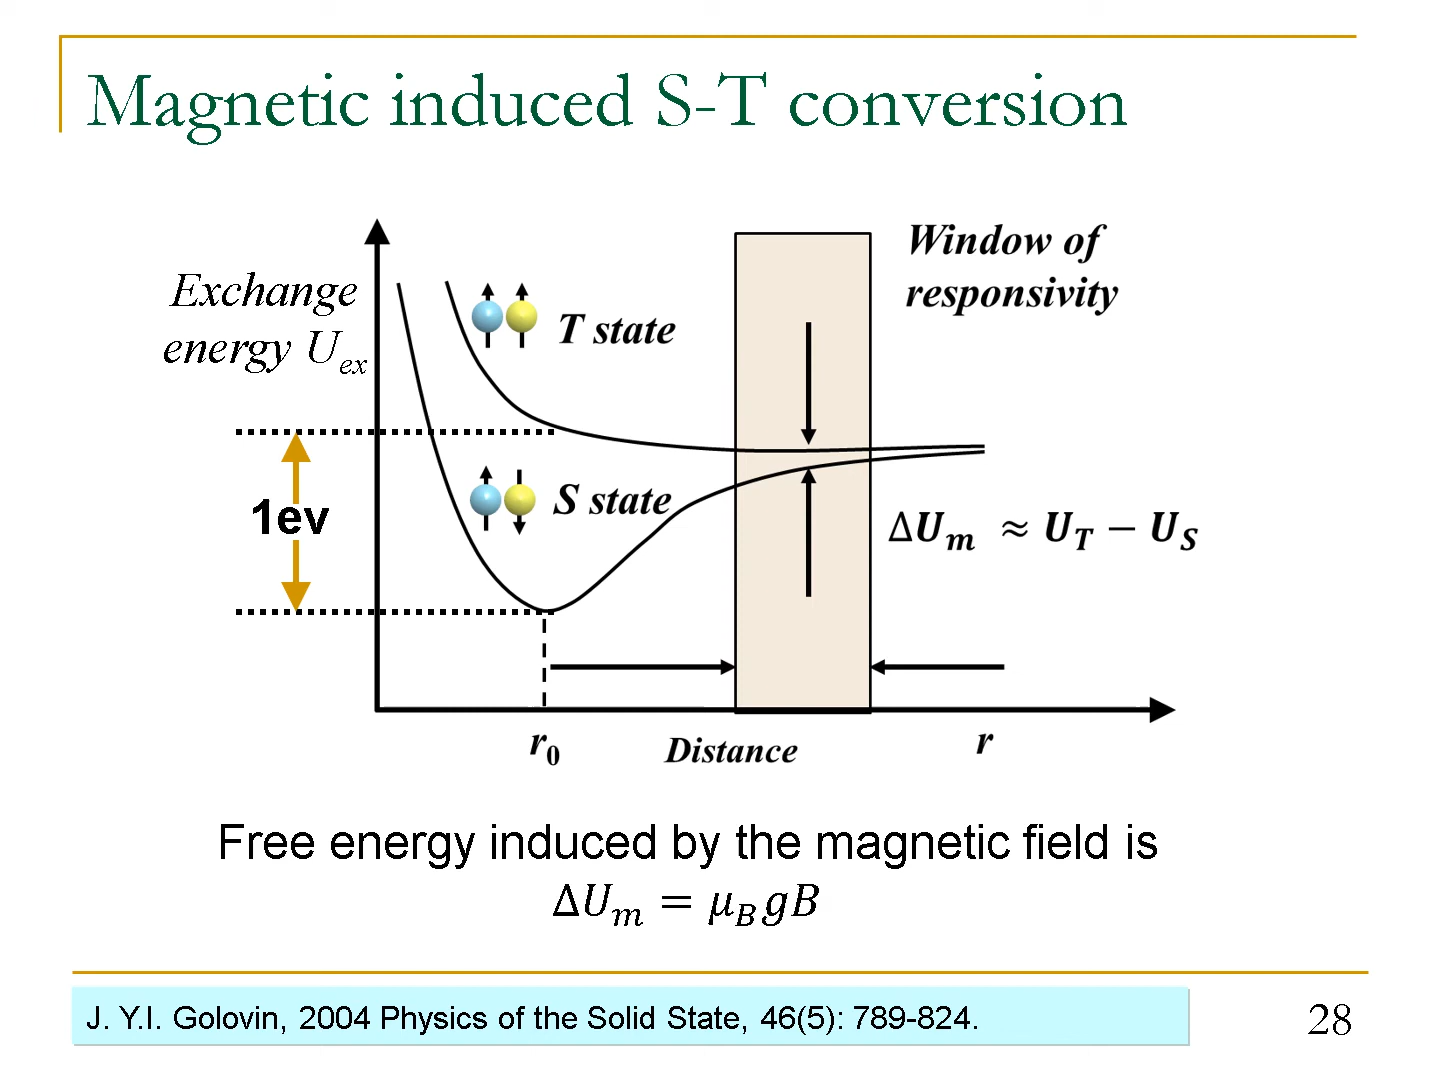 Magnetic induced S-T conversion
Exchange
energy U_ex
T state
Window of
responsivity
1ev
S state
ΔU_m ≈ U_T − U_S
r_0
Distance
r
Free energy induced by the magnetic field is
ΔU_m = μ_B gB
J. Y.I. Golovin, 2004 Physics of the Solid State, 46(5): 789-824.
28